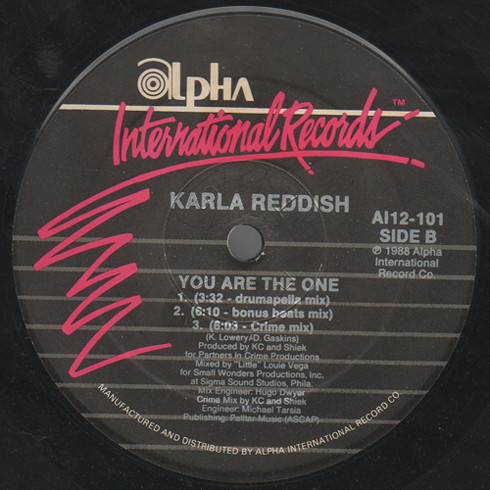 Alpha
International Records™
KARLA REDDISH
AI12-101
SIDE B
℗ 1988 Alpha
International
Record Co.
YOU ARE THE ONE
1. (3:32 - drumapella mix)
2. (6:10 - bonus beats mix)
3. (6:03 - Crime mix)
(K. Lowery/D. Gaskins)
Produced by KC and Shiek
for Partners In Crime Productions
Mixed by "Little" Louie Vega
for Small Wonders Productions, Inc.
at Sigma Sound Studios, Phila.
Mix Engineer: Hugo Dwyer
Crime Mix by KC and Shiek
Engineer: Michael Tarsia
Publishing: Pelltar Music (ASCAP)
MANUFACTURED AND DISTRIBUTED BY ALPHA INTERNATIONAL RECORD CO